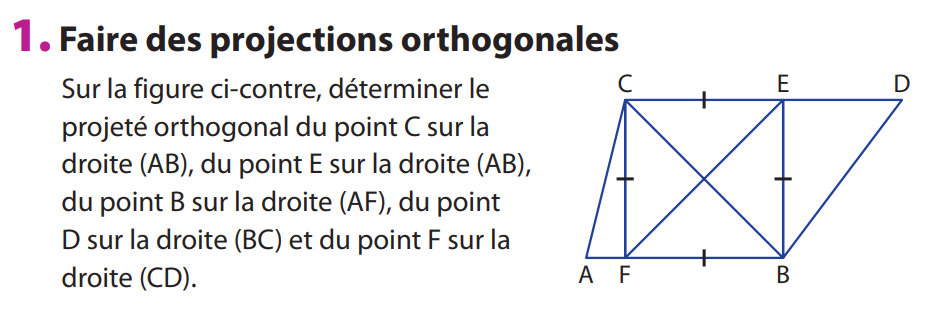 1. Faire des projections orthogonales
Sur la figure ci-contre, déterminer le
projeté orthogonal du point C sur la
droite (AB), du point E sur la droite (AB),
du point B sur la droite (AF), du point
D sur la droite (BC) et du point F sur la
droite (CD).
C E D
A F B